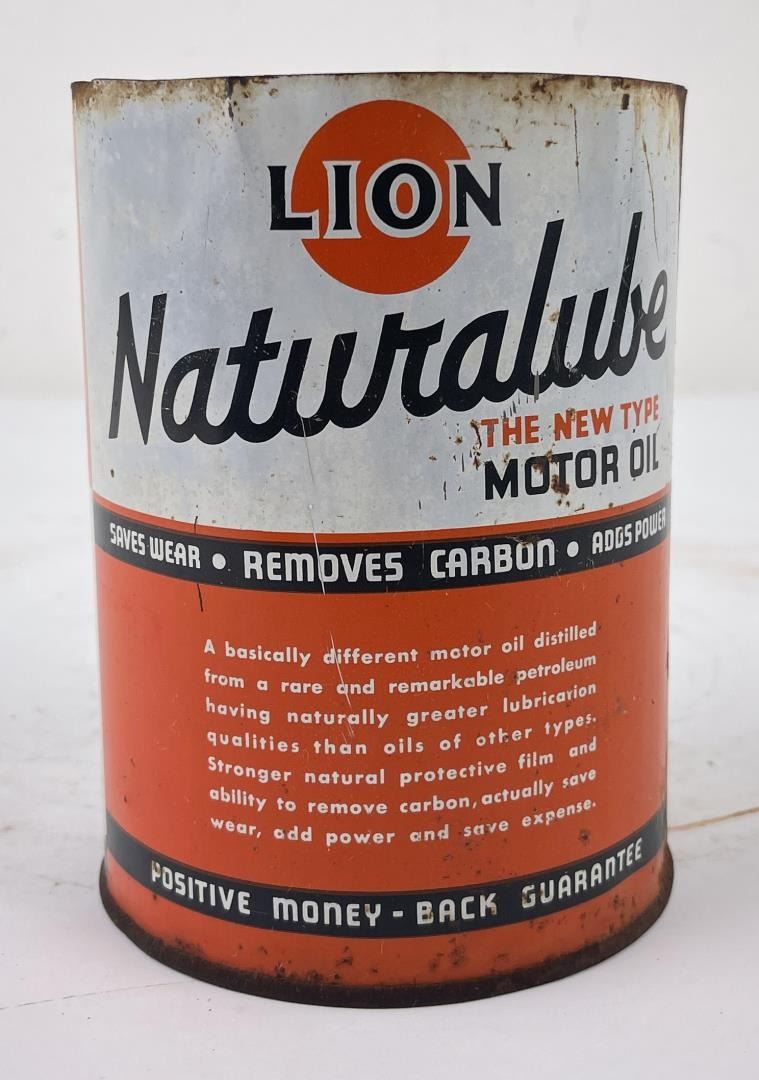 LION
Naturalube
THE NEW TYPE
MOTOR OIL
SAVES WEAR • REMOVES CARBON • ADDS POWER
A basically different motor oil distilled
from a rare and remarkable petroleum
having naturally greater lubrication
qualities than oils of other types.
Stronger natural protective film and
ability to remove carbon, actually save
wear, add power and save expense.
POSITIVE MONEY-BACK GUARANTEE